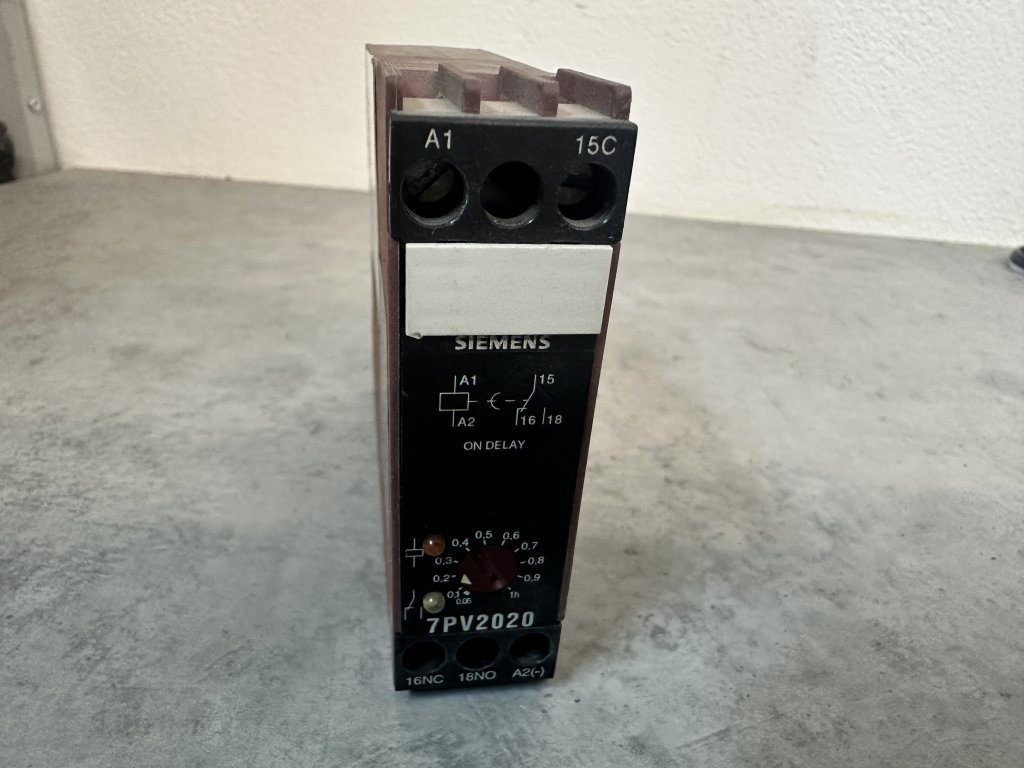 A1 15C
SIEMENS
A1 15
A2 16 18
ON DELAY
0,5 0,6
0,4 0,7
0,3 0,8
0,2 0,9
0,1 1h
0.05
7PV2020
16NC 18NO A2(-)